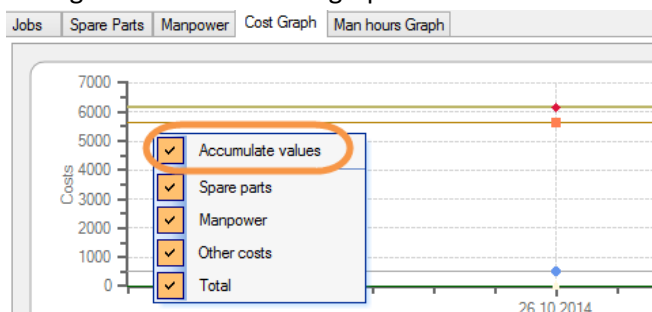 Jobs Spare Parts Manpower Cost Graph Man hours Graph
7000
6000
5000
4000
3000
2000
1000
0
Costs
Accumulate values
Spare parts
Manpower
Other costs
Total
26.10.2014